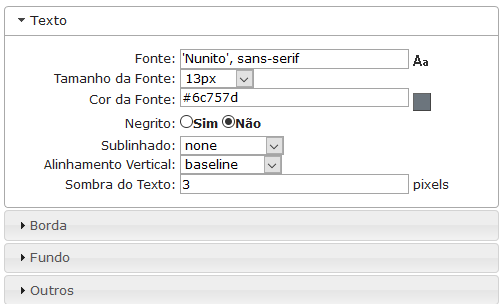 Texto
Fonte: 'Nunito', sans-serif Aa
Tamanho da Fonte: 13px
Cor da Fonte: #6c757d
Negrito: Sim Não
Sublinhado: none
Alinhamento Vertical: baseline
Sombra do Texto: 3 pixels
Borda
Fundo
Outros